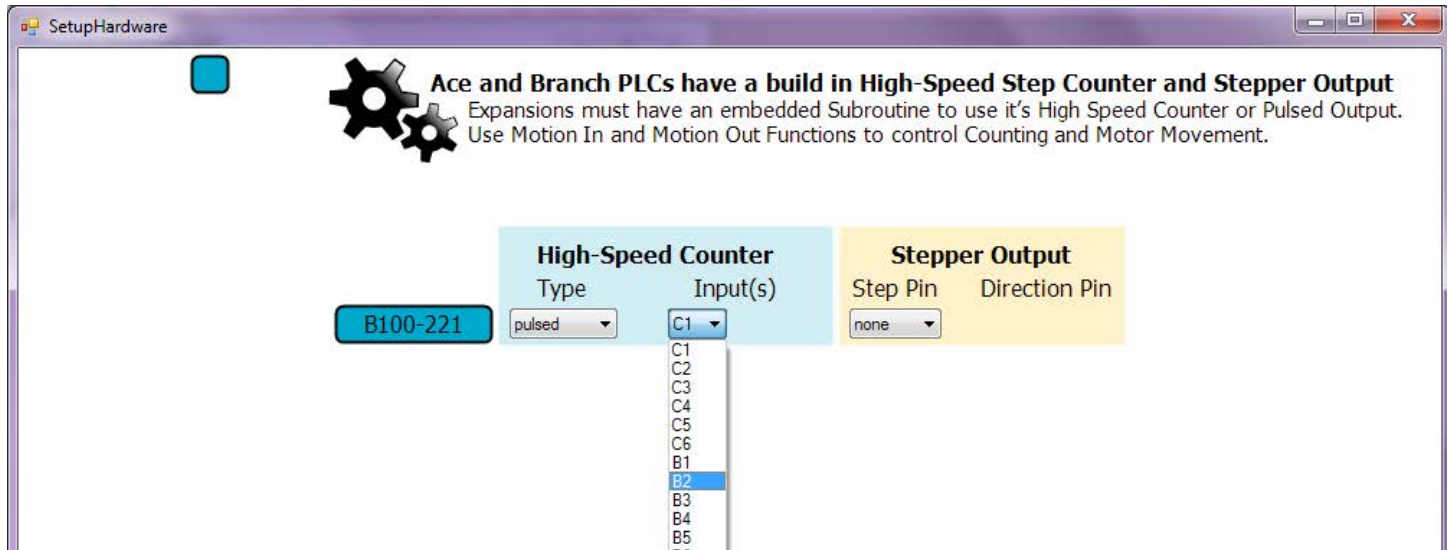 SetupHardware
Ace and Branch PLCs have a build in High-Speed Step Counter and Stepper Output
Expansions must have an embedded Subroutine to use it's High Speed Counter or Pulsed Output.
Use Motion In and Motion Out Functions to control Counting and Motor Movement.
High-Speed Counter
Stepper Output
Type
Input(s)
Step Pin
Direction Pin
B100-221
pulsed
C1
none
C1
C2
C3
C4
C5
C6
B1
B2
B3
B4
B5